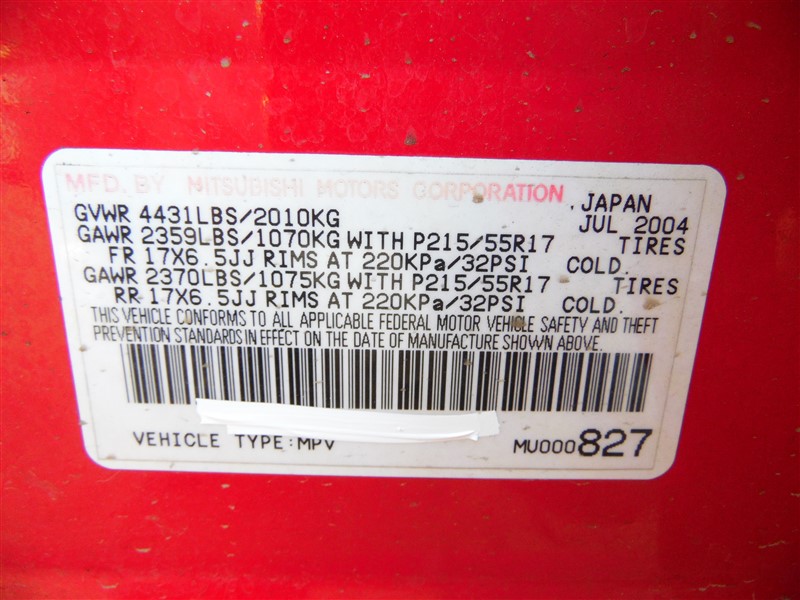 MFD. BY MITSUBISHI MOTORS CORPORATION , JAPAN
GVWR 4431LBS/2010KG JUL 2004
GAWR 2359LBS/1070KG WITH P215/55R17 TIRES
FR 17X6.5JJ RIMS AT 220KPa/32PSI COLD.
GAWR 2370LBS/1075KG WITH P215/55R17 TIRES
RR 17X6.5JJ RIMS AT 220KPa/32PSI COLD.
THIS VEHICLE CONFORMS TO ALL APPLICABLE FEDERAL MOTOR VEHICLE SAFETY AND THEFT
PREVENTION STANDARDS IN EFFECT ON THE DATE OF MANUFACTURE SHOWN ABOVE.
VEHICLE TYPE:MPV MU000827